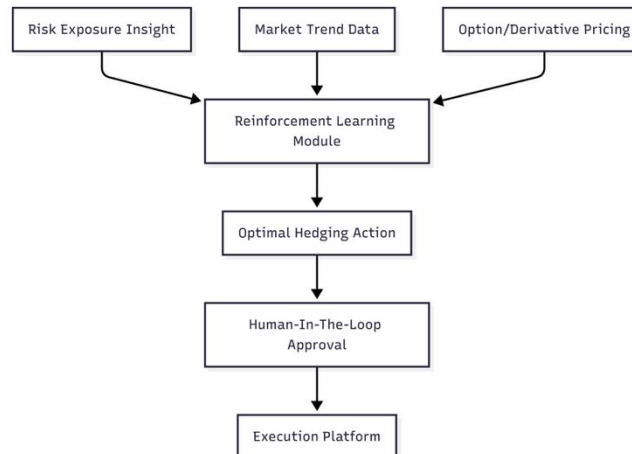 Risk Exposure Insight
Market Trend Data
Option/Derivative Pricing
Reinforcement Learning
Module
Optimal Hedging Action
Human-In-The-Loop
Approval
Execution Platform